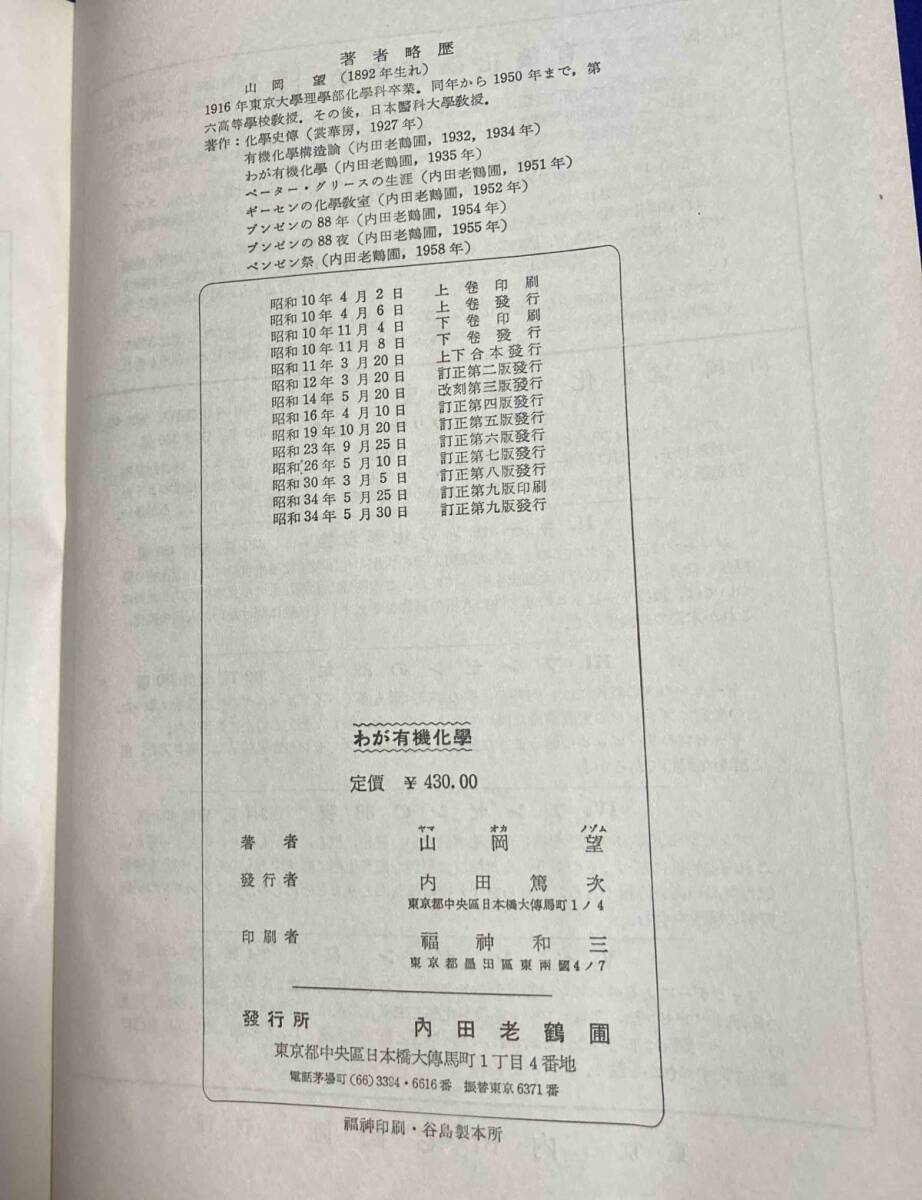 著者略歴
山岡 望 (1892年生れ)
1916年東京大學理學部化學科卒業. 同年から1950年まで, 第
六高等學校教授. その後, 日本醫科大學教授.
著作: 化學史傳 (裳華房, 1927年)
有機化學構造論 (内田老鶴圃, 1932, 1934年)
わが有機化學 (内田老鶴圃, 1935年)
ペーター・グリースの生涯 (内田老鶴圃, 1951年)
ギーセンの化學教室 (内田老鶴圃, 1952年)
ブンゼンの88年 (内田老鶴圃, 1954年)
ブンゼンの88夜 (内田老鶴圃, 1955年)
ベンゼン祭 (内田老鶴圃, 1958年)
昭和10年4月2日 上卷印刷
昭和10年4月6日 上卷發行
昭和10年11月4日 下卷印刷
昭和10年11月8日 下卷發行
昭和11年3月20日 上下合本發行
昭和12年3月20日 訂正第二版發行
昭和14年5月20日 改刻第三版發行
昭和16年4月10日 訂正第四版發行
昭和19年10月20日 訂正第五版發行
昭和23年9月25日 訂正第六版發行
昭和26年5月10日 訂正第七版發行
昭和30年3月5日 訂正第八版發行
昭和34年5月25日 訂正第九版印刷
昭和34年5月30日 訂正第九版發行
わが有機化學
定價 ¥430.00
ヤマ オカ ノゾム
著者 山岡望
發行者 内田篤次
東京都中央區日本橋大傳馬町1ノ4
印刷者 福神和三
東京都墨田區東兩國4ノ7
發行所 内田老鶴圃
東京都中央區日本橋大傳馬町1丁目4番地
電話茅場町(66)3394・6616番 振替東京6371番
福神印刷・谷島製本所